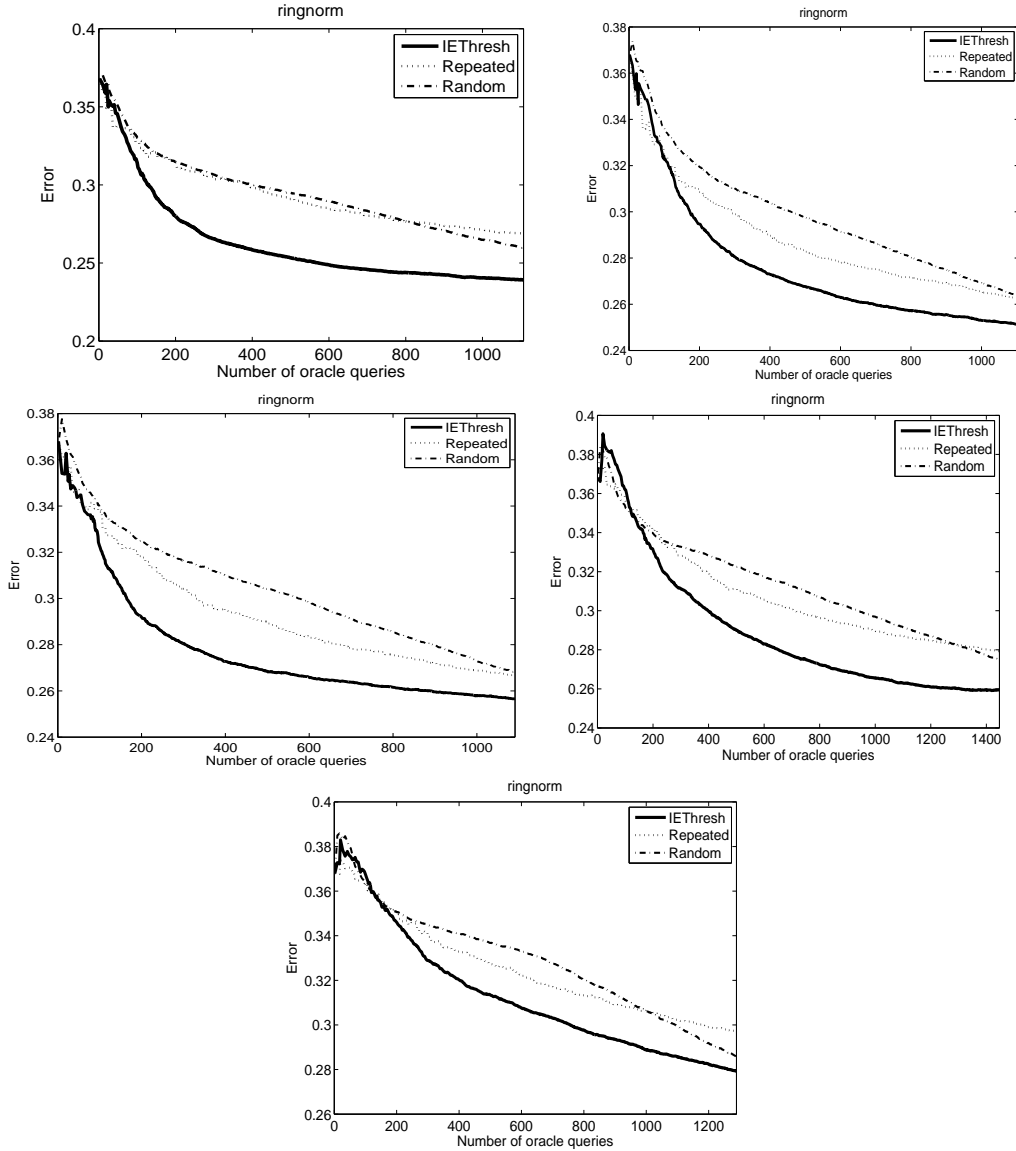 ringnorm
0.4
0.35
0.3
0.25
0.2
Error
0 200 400 600 800 1000
Number of oracle queries
IEThresh
Repeated
Random
ringnorm
0.38
0.36
0.34
0.32
0.3
0.28
0.26
0.24
Error
0 200 400 600 800 1000
Number of oracle queries
IEThresh
Repeated
Random
ringnorm
0.38
0.36
0.34
0.32
0.3
0.28
0.26
0.24
Error
0 200 400 600 800 1000
Number of oracle queries
IEThresh
Repeated
Random
ringnorm
0.4
0.38
0.36
0.34
0.32
0.3
0.28
0.26
0.24
Error
0 200 400 600 800 1000 1200 1400
Number of oracle queries
IEThresh
Repeated
Random
ringnorm
0.4
0.38
0.36
0.34
0.32
0.3
0.28
0.26
Error
0 200 400 600 800 1000 1200
Number of oracle queries
IEThresh
Repeated
Random